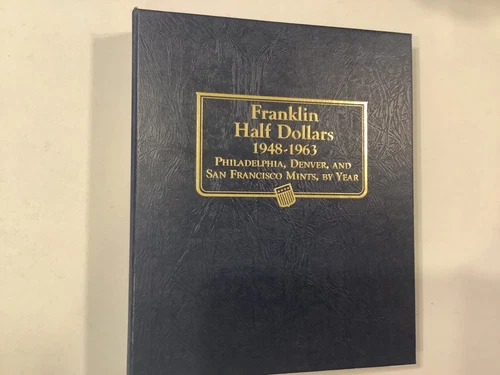 Franklin
Half Dollars
1948-1963
Philadelphia, Denver, and
San Francisco Mints, by Year